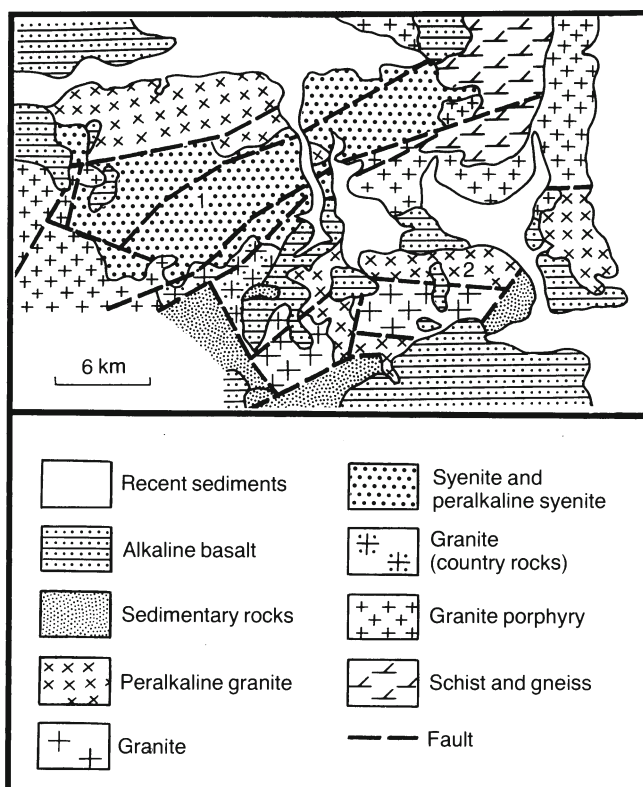 1
2
6 km
Recent sediments
Alkaline basalt
Sedimentary rocks
Peralkaline granite
Granite
Syenite and
peralkaline syenite
Granite
(country rocks)
Granite porphyry
Schist and gneiss
Fault